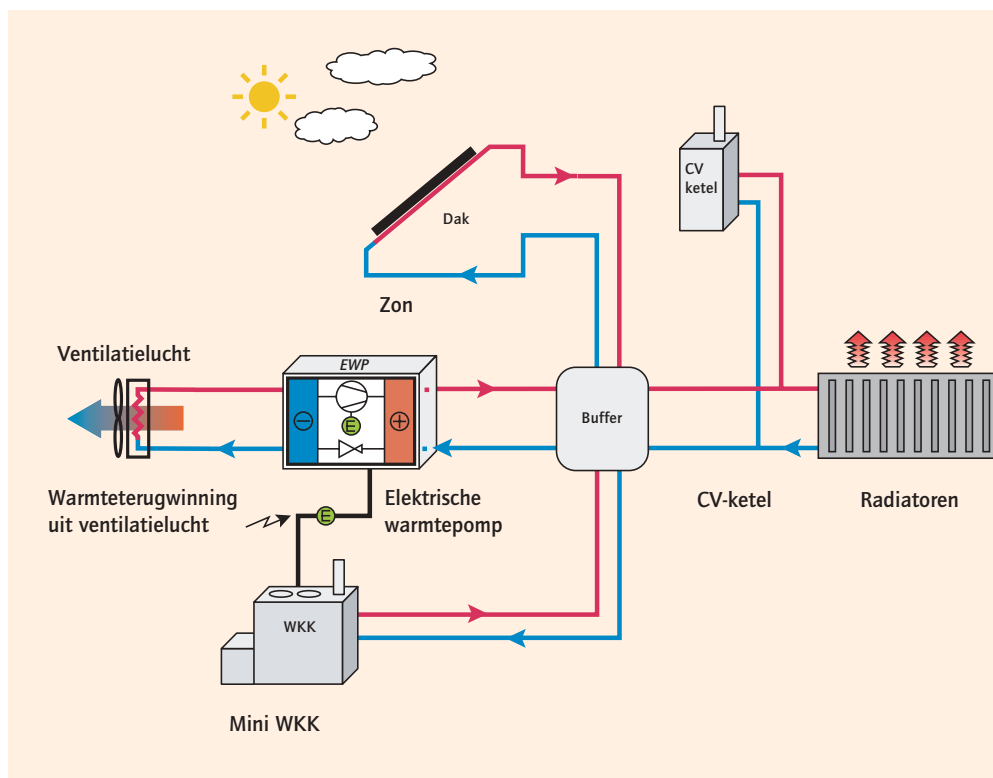 CV
ketel
Dak
Zon
Ventilatielucht
EWP
E
Buffer
Warmteterugwinning
uit ventilatielucht
E
Elektrische
warmtepomp
CV-ketel
Radiatoren
WKK
Mini WKK